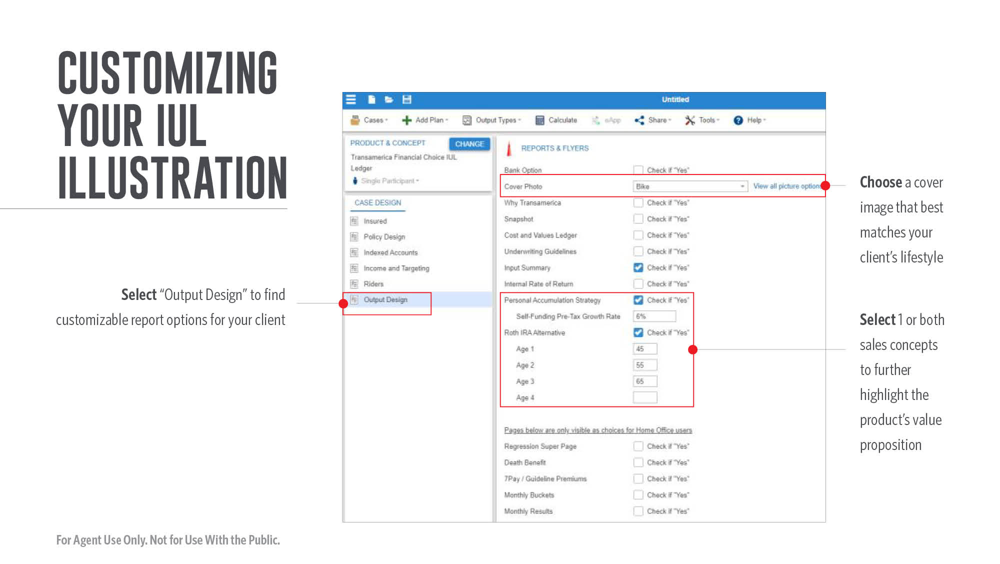 CUSTOMIZING
YOUR IUL
ILLUSTRATION
Select “Output Design” to find
customizable report options for your client
For Agent Use Only. Not for Use With the Public.
Untitled
Cases Add Plan Output Types Calculate eApp Share Tools Help
PRODUCT & CONCEPT CHANGE
Transamerica Financial Choice IUL
Ledger
Single Participant
CASE DESIGN
Insured
Policy Design
Indexed Accounts
Income and Targeting
Riders
Output Design
REPORTS & FLYERS
Bank Option Check if "Yes"
Cover Photo Bike View all picture options
Why Transamerica Check if "Yes"
Snapshot Check if "Yes"
Cost and Values Ledger Check if "Yes"
Underwriting Guidelines Check if "Yes"
Input Summary Check if "Yes"
Internal Rate of Return Check if "Yes"
Personal Accumulation Strategy Check if "Yes"
Self-Funding Pre-Tax Growth Rate 6%
Roth IRA Alternative Check if "Yes"
Age 1 45
Age 2 55
Age 3 65
Age 4
Pages below are only visible as choices for Home Office users
Regression Super Page Check if "Yes"
Death Benefit Check if "Yes"
7Pay / Guideline Premiums Check if "Yes"
Monthly Buckets Check if "Yes"
Monthly Results Check if "Yes"
Choose a cover
image that best
matches your
client’s lifestyle
Select 1 or both
sales concepts
to further
highlight the
product’s value
proposition